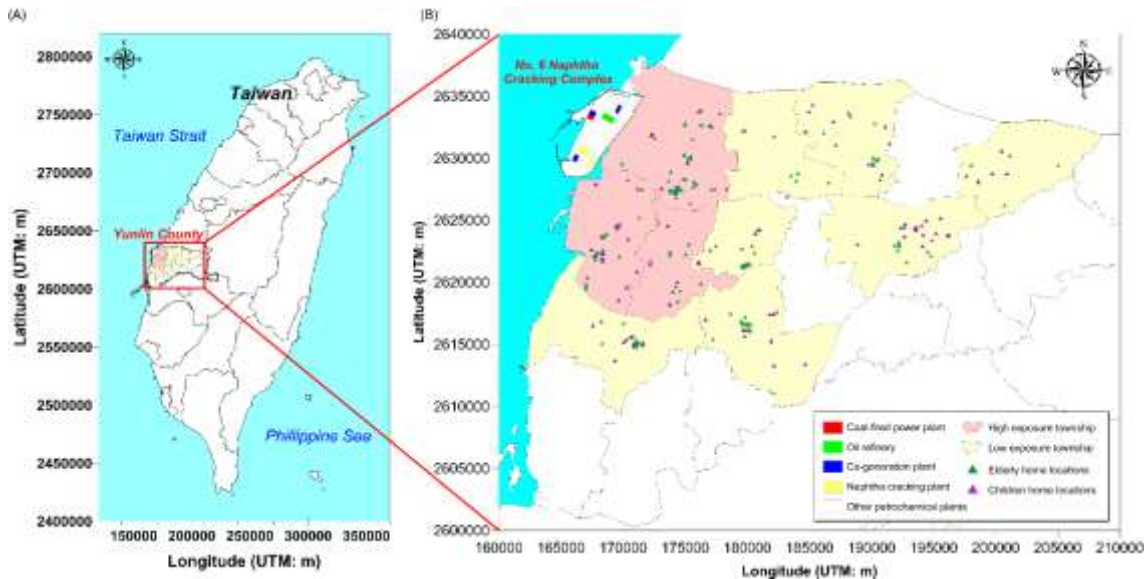 (A)
2800000
2750000
2700000
2650000
2600000
2550000
2500000
2450000
2400000
Latitude (UTM: m)
N
Taiwan
Taiwan Strait
Yunlin County
Phillippine Sea
150000 200000 250000 300000 350000
Longitude (UTM: m)
(B)
2640000
2635000
2630000
2625000
2620000
2615000
2610000
2605000
2600000
Latitude (UTM: m)
No. 6 Naphtha
Cracking Complex
N
W E
S
Coal-fired power plant
Oil refinery
Co-generation plant
Naphtha cracking plant
Other petrochemical plants
High exposure township
Low exposure township
Elderly home locations
Children home locations
160000 165000 170000 175000 180000 185000 190000 195000 200000 205000 210000
Longitude (UTM: m)